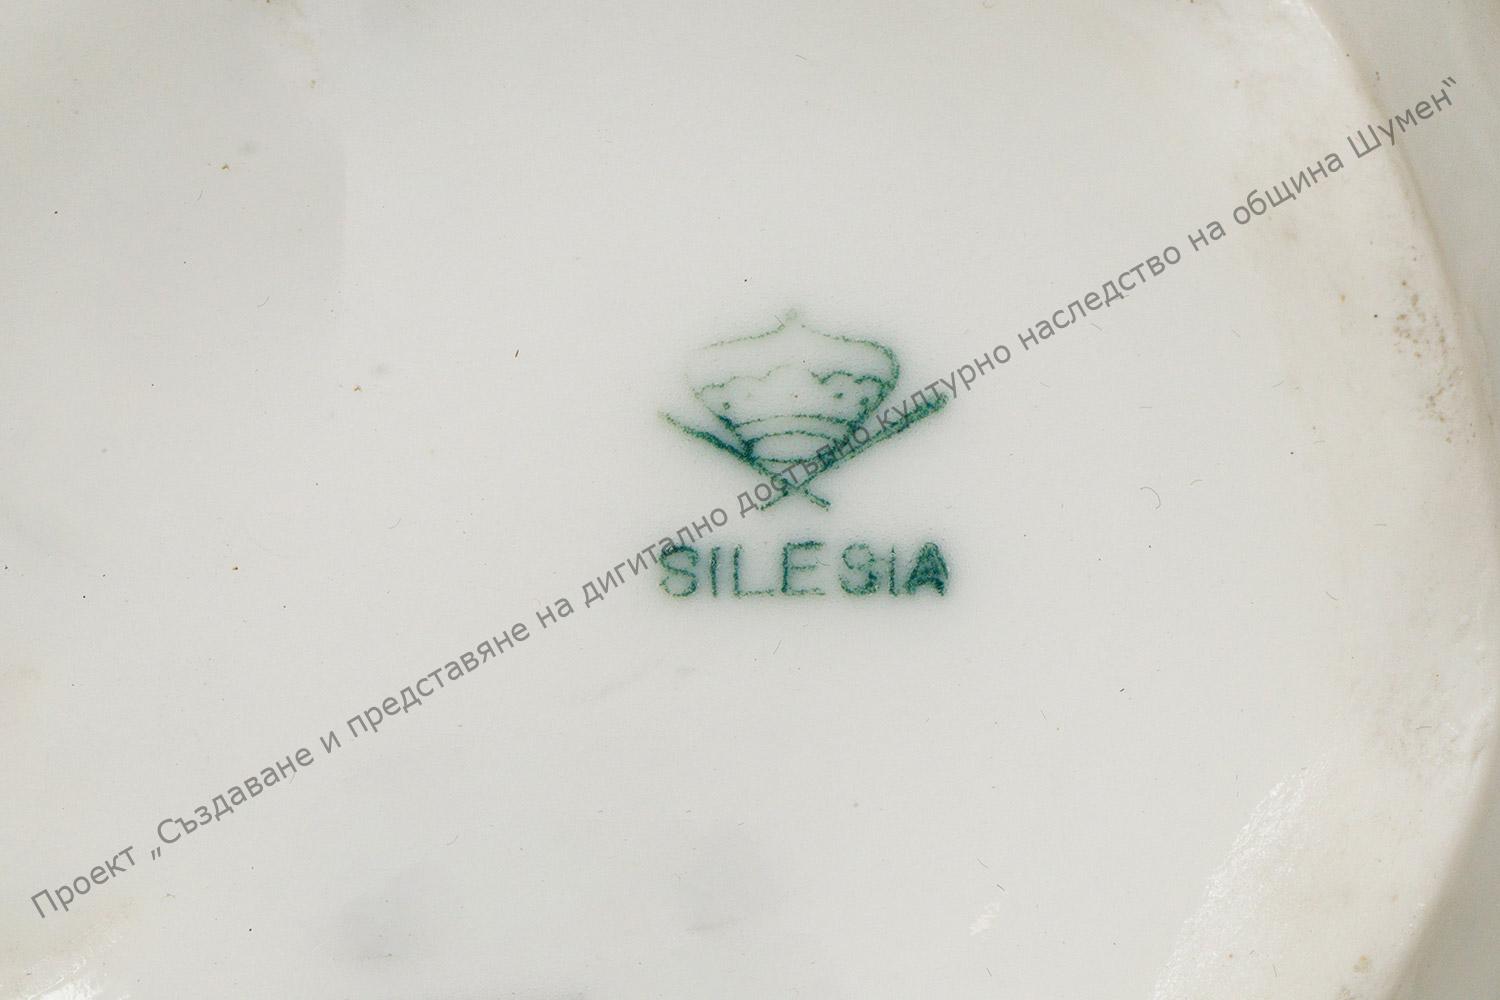 Проект „Създаване и представяне на дигитално достъпно културно наследство на община Шумен“
SILESIA